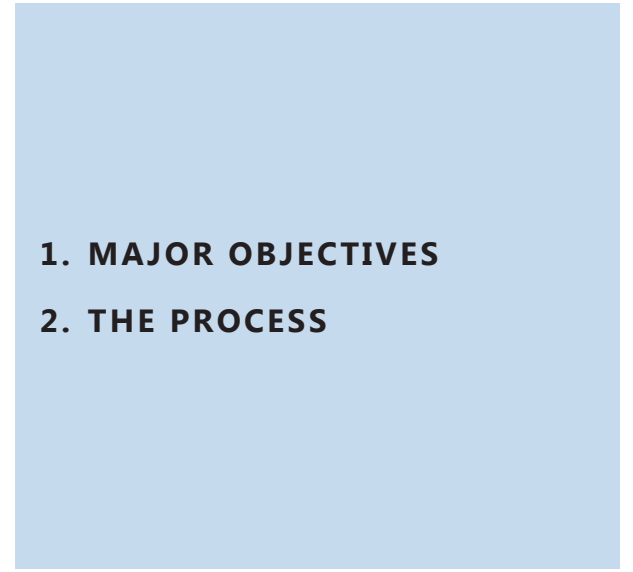 1. MAJOR OBJECTIVES
2. THE PROCESS